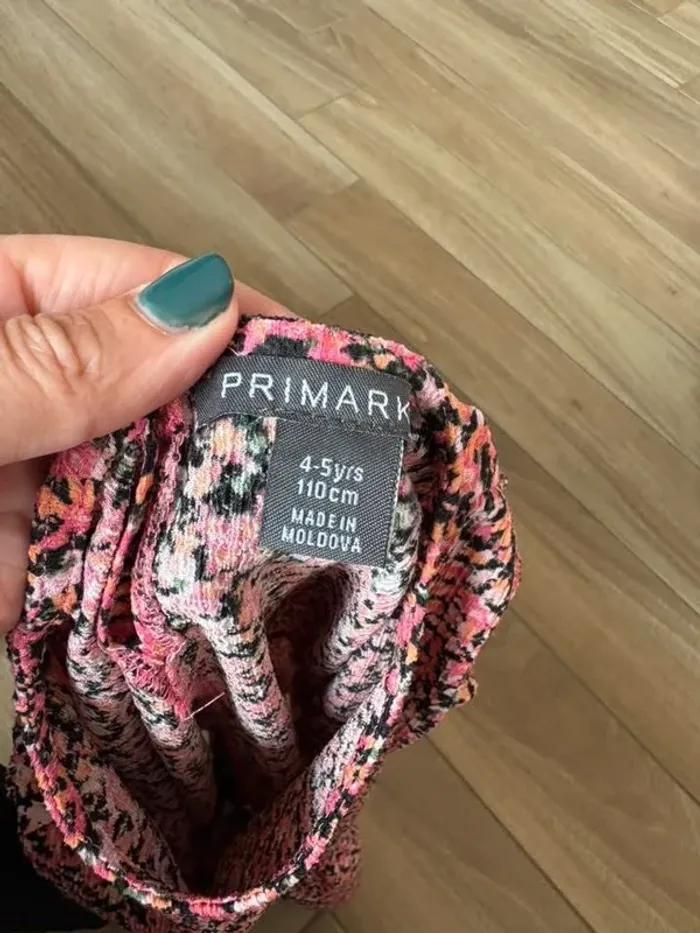 PRIMARK
4-5yrs
110cm
MADE IN
MOLDOVA